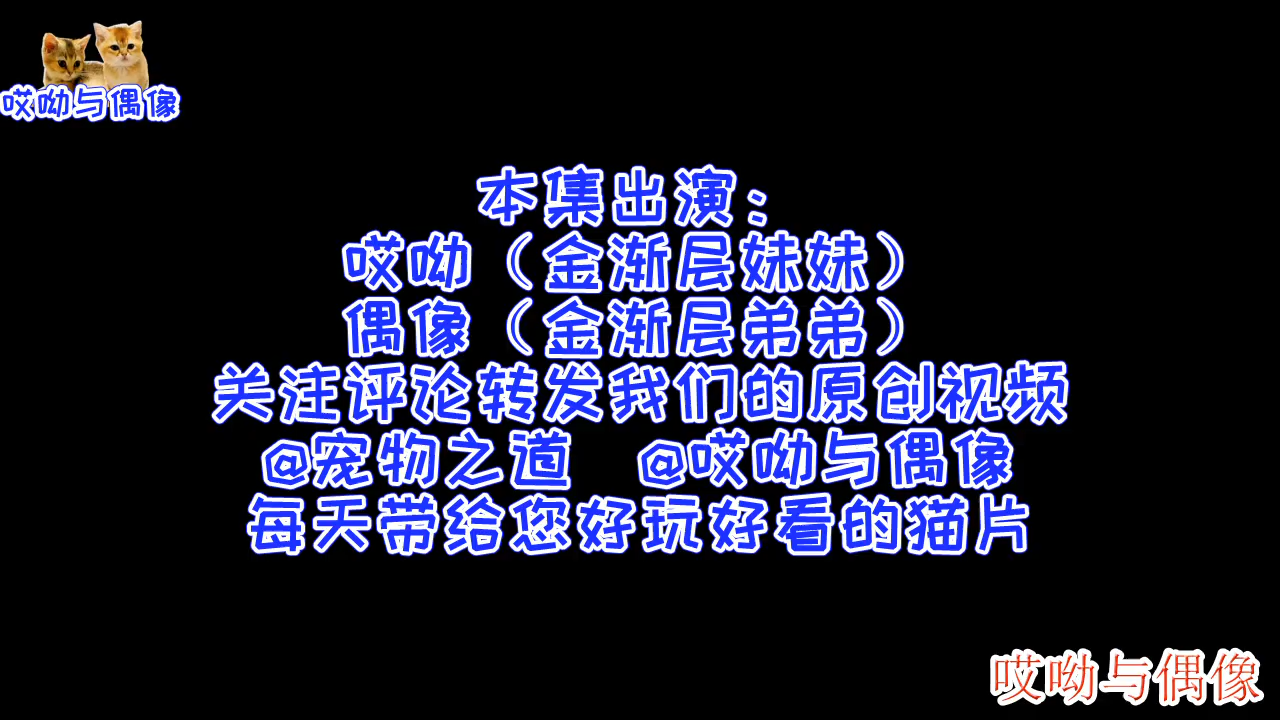 哎呦与偶像
本集出演：
哎呦（金渐层妹妹）
偶像（金渐层弟弟）
关注评论转发我们的原创视频
@宠物之道 @哎呦与偶像
每天带给您好玩好看的猫片
哎呦与偶像